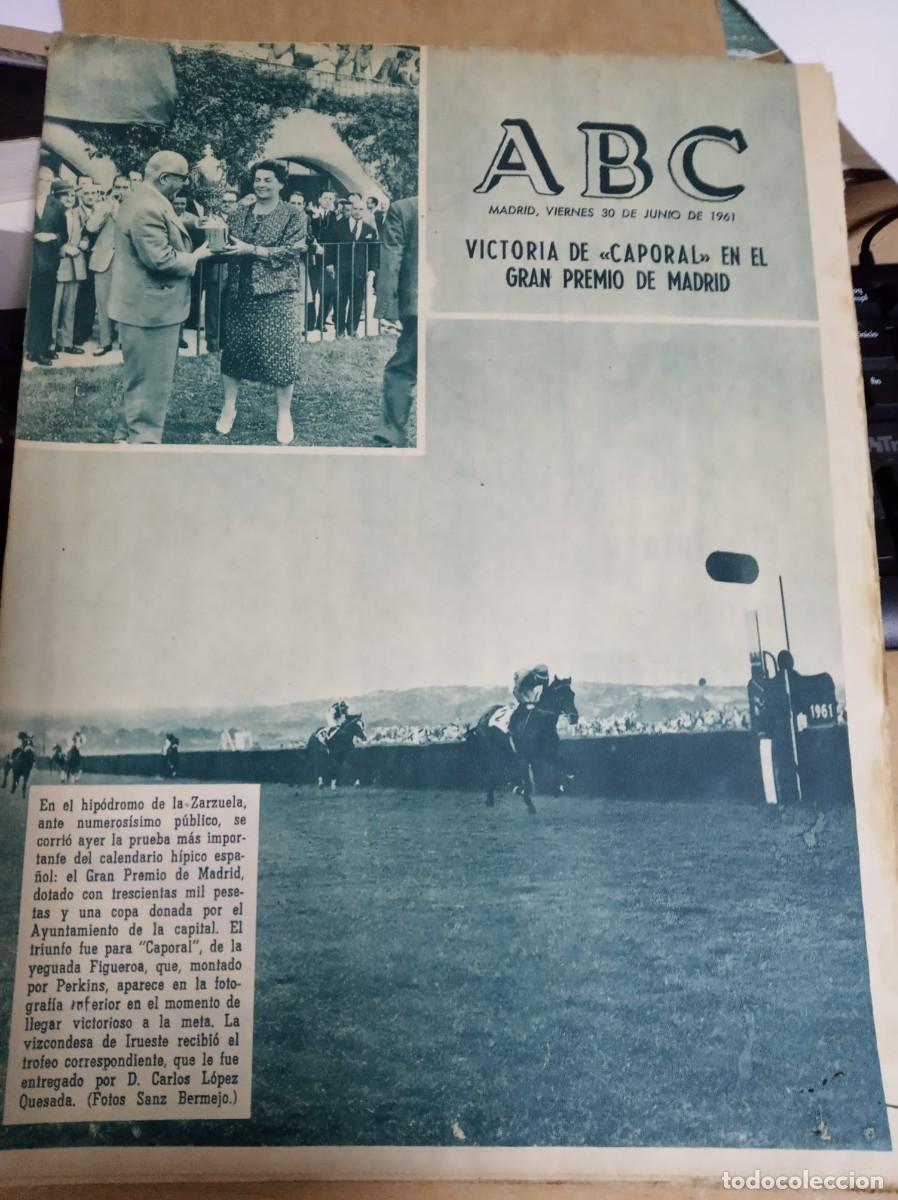 ABC
MADRID, VIERNES 30 DE JUNIO DE 1961
VICTORIA DE «CAPORAL» EN EL
GRAN PREMIO DE MADRID
1961
En el hipódromo de la Zarzuela,
ante numerosísimo público, se
corrió ayer la prueba más impor-
tante del calendario hípico espa-
ñol: el Gran Premio de Madrid,
dotado con trescientas mil pese-
tas y una copa donada por el
Ayuntamiento de la capital. El
triunfo fue para "Caporal", de la
yeguada Figueroa, que, montado
por Perkins, aparece en la foto-
grafía inferior en el momento de
llegar victorioso a la meta. La
vizcondesa de Irueste recibió el
trofeo correspondiente, que le fue
entregado por D. Carlos López
Quesada. (Fotos Sanz Bermejo.)
todocoleccion